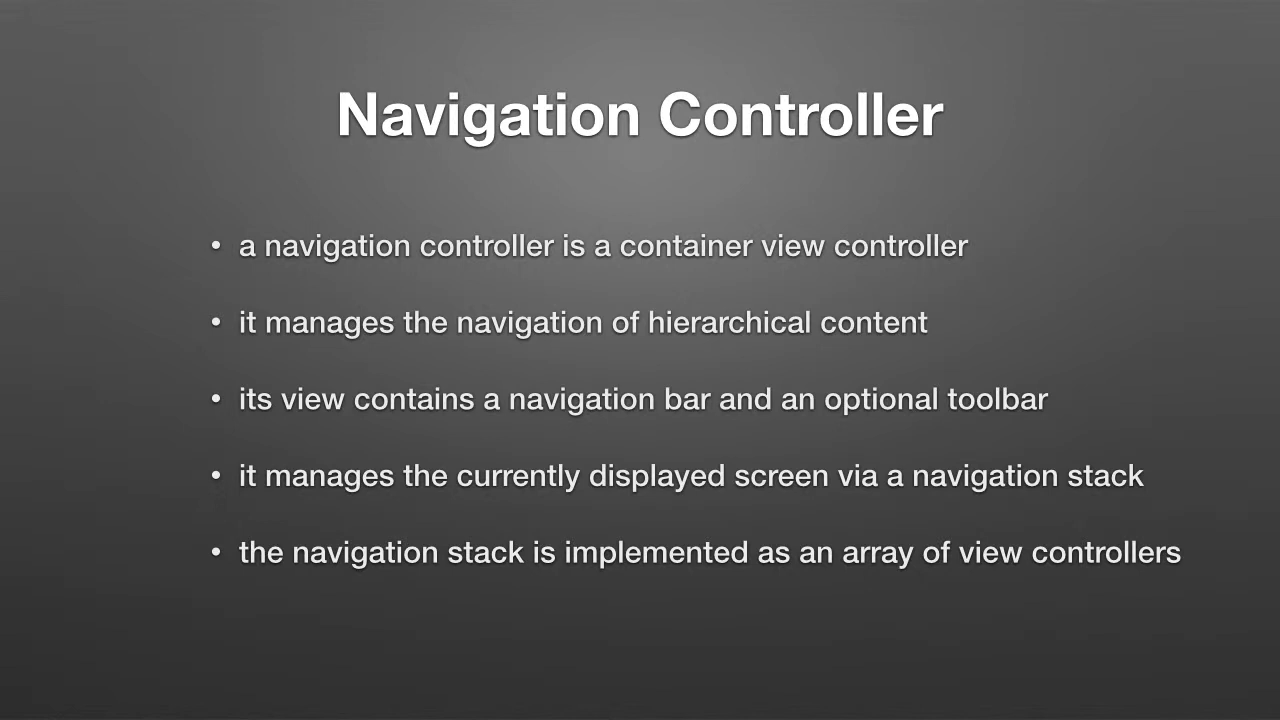 Navigation Controller
• a navigation controller is a container view controller
• it manages the navigation of hierarchical content
• its view contains a navigation bar and an optional toolbar
• it manages the currently displayed screen via a navigation stack
• the navigation stack is implemented as an array of view controllers